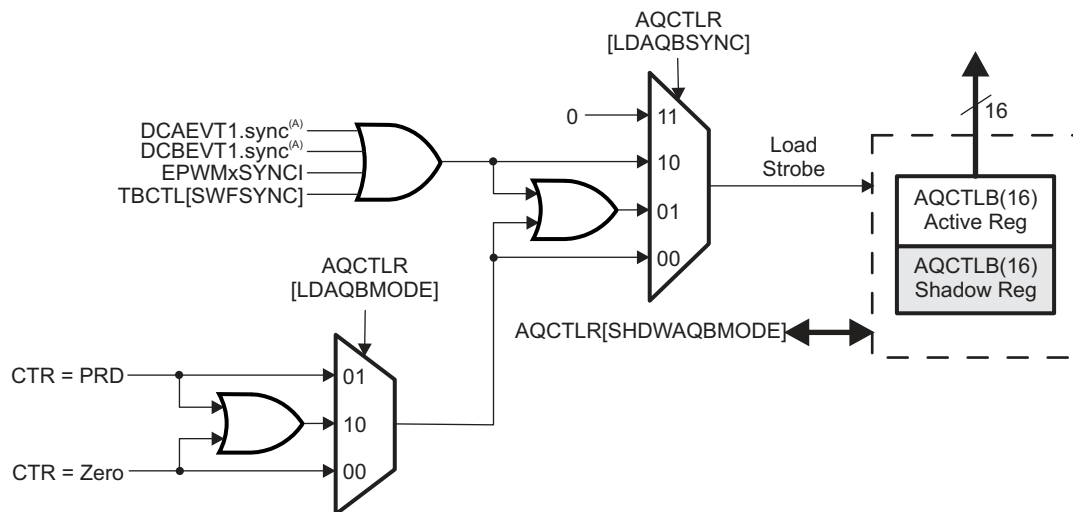 AQCTLR
[LDAQBSYNC]
DCAEVT1.sync(A)
DCBEVT1.sync(A)
EPWMxSYNCI
TBCTL[SWFSYNC]
0
11
10
01
00
Load
Strobe
16
AQCTLB(16)
Active Reg
AQCTLB(16)
Shadow Reg
AQCTLR
[LDAQBMODE]
AQCTLR[SHDWAQBMODE]
CTR = PRD
CTR = Zero
01
10
00